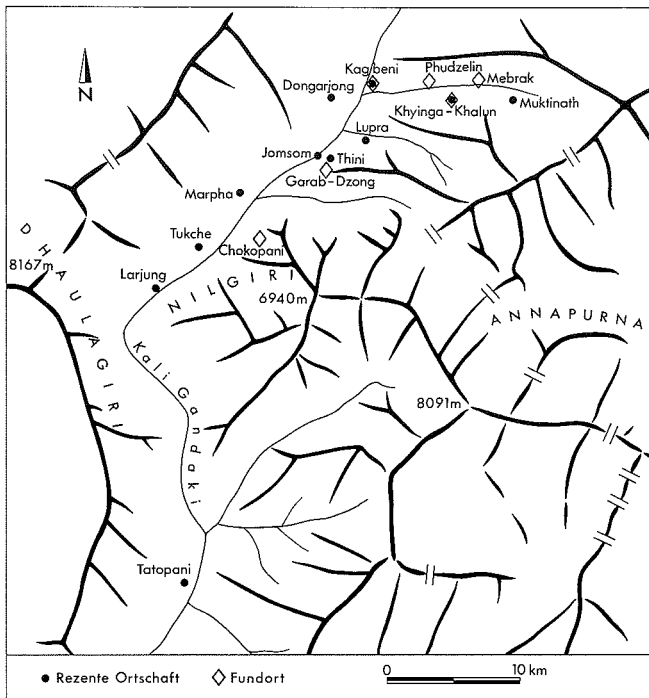 N
Kagbeni
Phudzelin
Mebrak
Dongarjong
Khyinga-Khalun
Muktinath
Lupra
Jomsom
Thini
Garab-Dzong
Marpha
Tukche
Chokopani
DHAULAGIRI
8167m
Larjung
NILGIRI
6940m
ANNAPURNA
Kali Gandaki
8091m
Tatopani
Rezente Ortschaft
Fundort
0 10 km